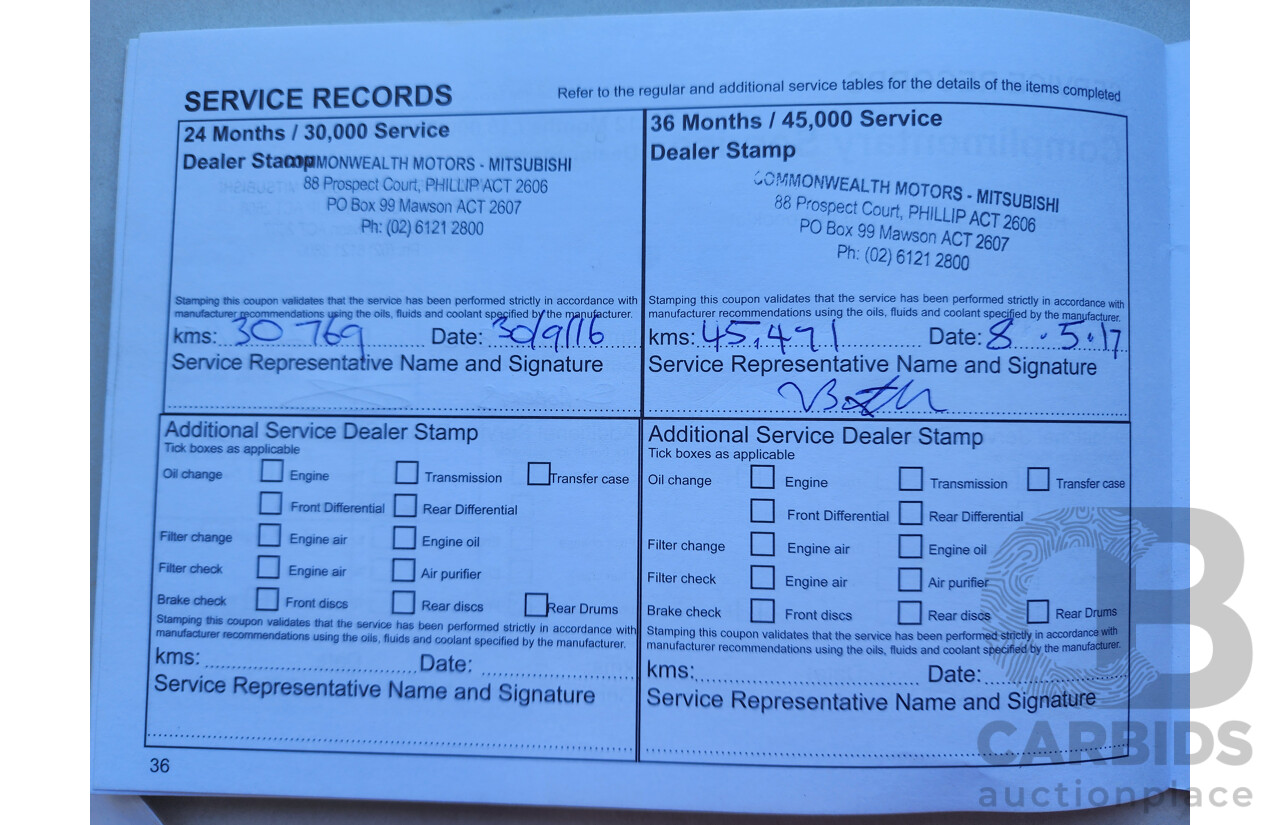 SERVICE RECORDS
Refer to the regular and additional service tables for the details of the items completed
24 Months / 30,000 Service
Dealer Stamp
COMMONWEALTH MOTORS - MITSUBISHI
88 Prospect Court, PHILLIP ACT 2606
PO Box 99 Mawson ACT 2607
Ph: (02) 6121 2800
Stamping this coupon validates that the service has been performed strictly in accordance with
manufacturer recommendations using the oils, fluids and coolant specified by the manufacturer.
kms: 30 769 Date: 30/9/16
Service Representative Name and Signature
36 Months / 45,000 Service
Dealer Stamp
COMMONWEALTH MOTORS - MITSUBISHI
88 Prospect Court, PHILLIP ACT 2606
PO Box 99 Mawson ACT 2607
Ph: (02) 6121 2800
Stamping this coupon validates that the service has been performed strictly in accordance with
manufacturer recommendations using the oils, fluids and coolant specified by the manufacturer.
kms: 45,491 Date: 8.5.17
Service Representative Name and Signature
Additional Service Dealer Stamp
Tick boxes as applicable
Oil change Engine Transmission Transfer case
Front Differential Rear Differential
Filter change Engine air Engine oil
Filter check Engine air Air purifier
Brake check Front discs Rear discs Rear Drums
Stamping this coupon validates that the service has been performed strictly in accordance with
manufacturer recommendations using the oils, fluids and coolant specified by the manufacturer.
kms: Date:
Service Representative Name and Signature
Additional Service Dealer Stamp
Tick boxes as applicable
Oil change Engine Transmission Transfer case
Front Differential Rear Differential
Filter change Engine air Engine oil
Filter check Engine air Air purifier
Brake check Front discs Rear discs Rear Drums
Stamping this coupon validates that the service has been performed strictly in accordance with
manufacturer recommendations using the oils, fluids and coolant specified by the manufacturer.
kms: Date:
Service Representative Name and Signature
36
CB
CARBIDS
auctionplace